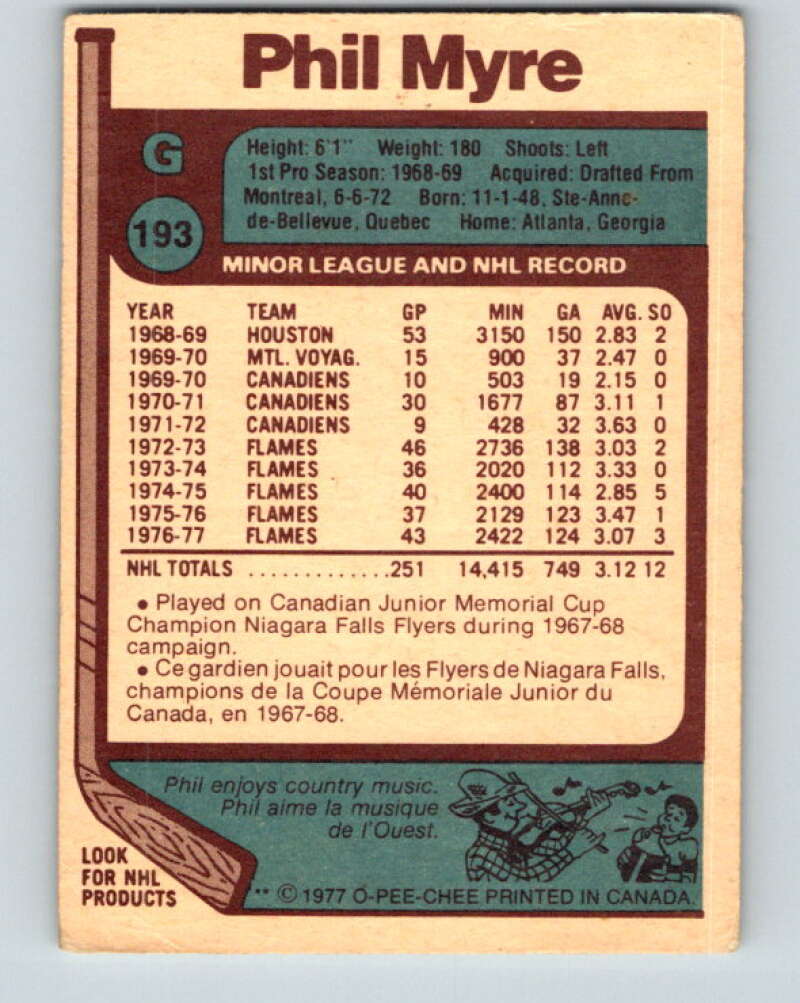 Phil Myre
G
193
Height: 6'1" Weight: 180 Shoots: Left
1st Pro Season: 1968-69 Acquired: Drafted From
Montreal, 6-6-72 Born: 11-1-48, Ste-Anne-
de-Bellevue, Quebec Home: Atlanta, Georgia
MINOR LEAGUE AND NHL RECORD
YEAR TEAM GP MIN GA AVG. SO
1968-69 HOUSTON 53 3150 150 2.83 2
1969-70 MTL. VOYAG. 15 900 37 2.47 0
1969-70 CANADIENS 10 503 19 2.15 0
1970-71 CANADIENS 30 1677 87 3.11 1
1971-72 CANADIENS 9 428 32 3.63 0
1972-73 FLAMES 46 2736 138 3.03 2
1973-74 FLAMES 36 2020 112 3.33 0
1974-75 FLAMES 40 2400 114 2.85 5
1975-76 FLAMES 37 2129 123 3.47 1
1976-77 FLAMES 43 2422 124 3.07 3
NHL TOTALS .............251 14,415 749 3.12 12
• Played on Canadian Junior Memorial Cup
Champion Niagara Falls Flyers during 1967-68
campaign.
• Ce gardien jouait pour les Flyers de Niagara Falls,
champions de la Coupe Mémoriale Junior du
Canada, en 1967-68.
Phil enjoys country music.
Phil aime la musique
de l'Ouest.
LOOK
FOR NHL
PRODUCTS
** © 1977 O-PEE-CHEE PRINTED IN CANADA.